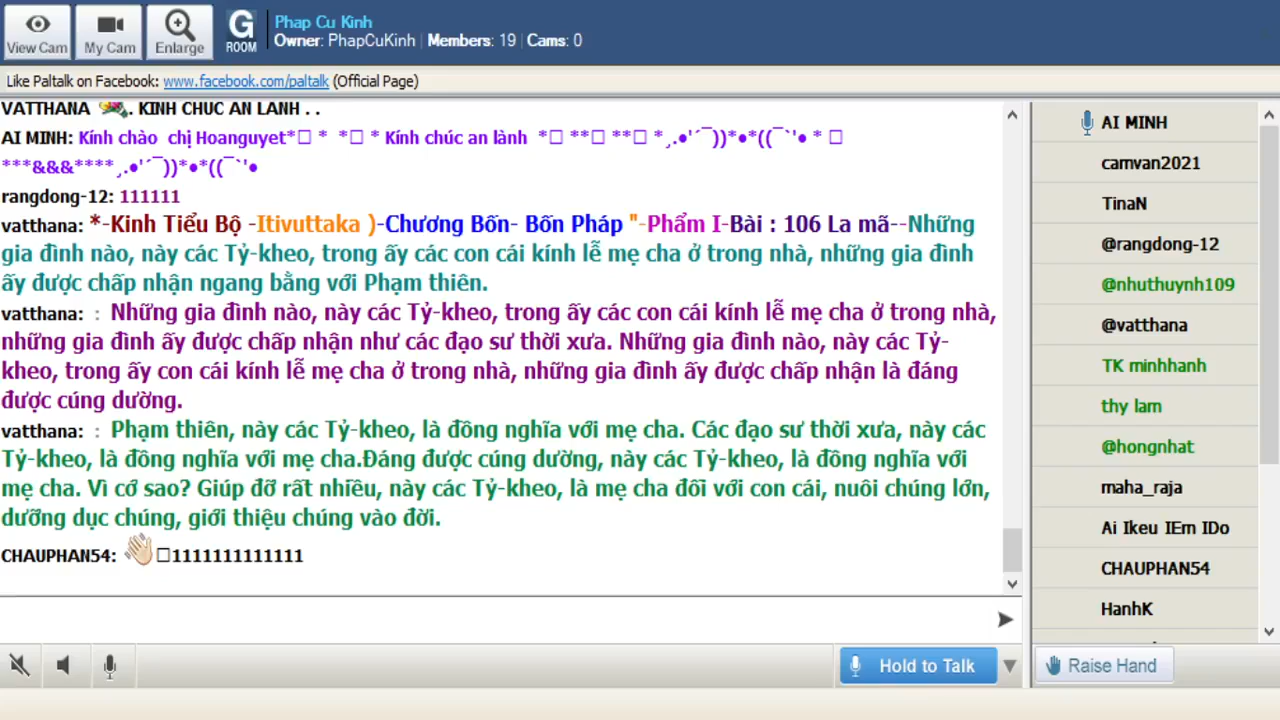 View Cam
My Cam
Enlarge
G
ROOM
Phap Cu Kinh
Owner: PhapCuKinh | Members: 19 | Cams: 0
Like Paltalk on Facebook: www.facebook.com/paltalk (Official Page)
VATTHANA . KINH CHUC AN LANH . .
AI MINH: Kính chào chị Hoanguyet*□ * *□ * Kính chúc an lành *□ **□ **□ *¸.•'´¯))*•*((¯`'• * □
***&&&****¸.•'´¯))*•*((¯`'•
rangdong-12: 111111
vatthana: *-Kinh Tiểu Bộ -Itivuttaka )-Chương Bốn- Bốn Pháp "-Phẩm I-Bài : 106 La mã--Những
gia đình nào, này các Tỷ-kheo, trong ấy các con cái kính lễ mẹ cha ở trong nhà, những gia đình
ấy được chấp nhận ngang bằng với Phạm thiên.
vatthana: : Những gia đình nào, này các Tỷ-kheo, trong ấy các con cái kính lễ mẹ cha ở trong nhà,
những gia đình ấy được chấp nhận như các đạo sư thời xưa. Những gia đình nào, này các Tỷ-
kheo, trong ấy con cái kính lễ mẹ cha ở trong nhà, những gia đình ấy được chấp nhận là đáng
được cúng dường.
vatthana: : Phạm thiên, này các Tỷ-kheo, là đồng nghĩa với mẹ cha. Các đạo sư thời xưa, này các
Tỷ-kheo, là đồng nghĩa với mẹ cha.Đáng được cúng dường, này các Tỷ-kheo, là đồng nghĩa với
mẹ cha. Vì cớ sao? Giúp đỡ rất nhiều, này các Tỷ-kheo, là mẹ cha đối với con cái, nuôi chúng lớn,
dưỡng dục chúng, giới thiệu chúng vào đời.
CHAUPHAN54: □1111111111111
AI MINH
camvan2021
TinaN
@rangdong-12
@nhuthuynh109
@vatthana
TK minhhanh
thy lam
@hongnhat
maha_raja
Ai Ikeu IEm IDo
CHAUPHAN54
HanhK
Hold to Talk
Raise Hand